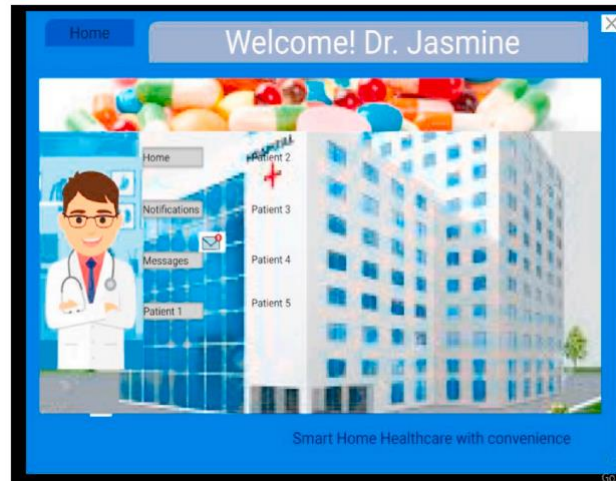 Home
Welcome! Dr. Jasmine
Home
Patient 2
Notifications
Patient 3
Messages
Patient 4
Patient 1
Patient 5
Smart Home Healthcare with convenience
Go